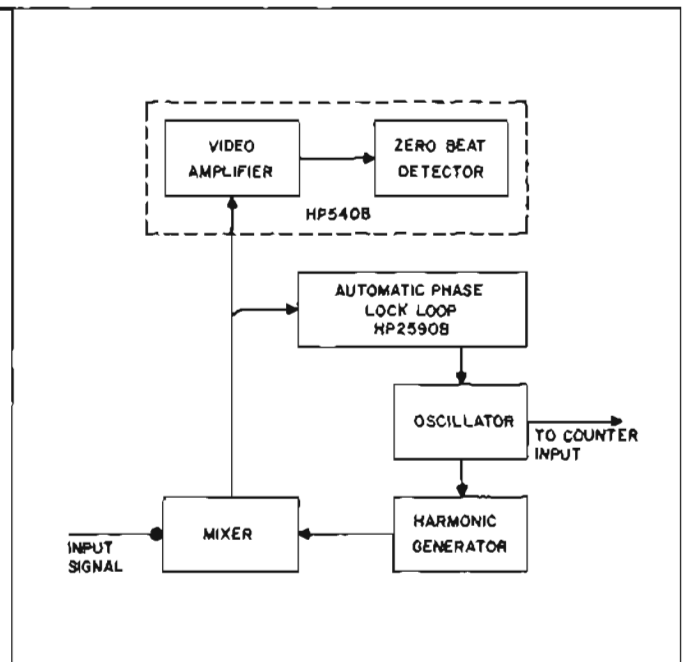 VIDEO
AMPLIFIER
ZERO BEAT
DETECTOR
HP540B
AUTOMATIC PHASE
LOCK LOOP
HP2590B
OSCILLATOR
TO COUNTER
INPUT
MIXER
HARMONIC
GENERATOR
INPUT
SIGNAL